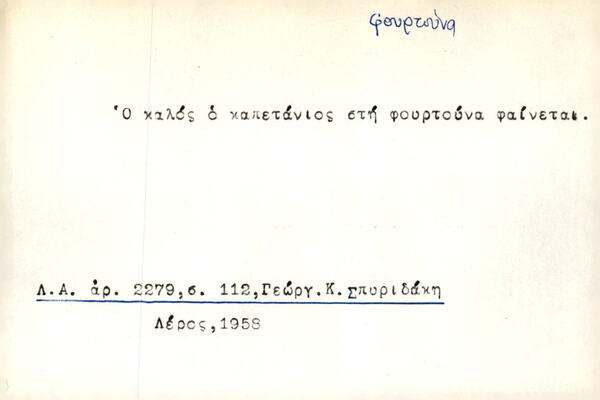 φουρτούνα
Ὁ καλός ὁ καπετάνιος στή φουρτούνα φαίνεται.
Λ.Α. ἀρ. 2279,σ. 112,Γεώργ.Κ.Σπυριδάκη
Λέρος,1958